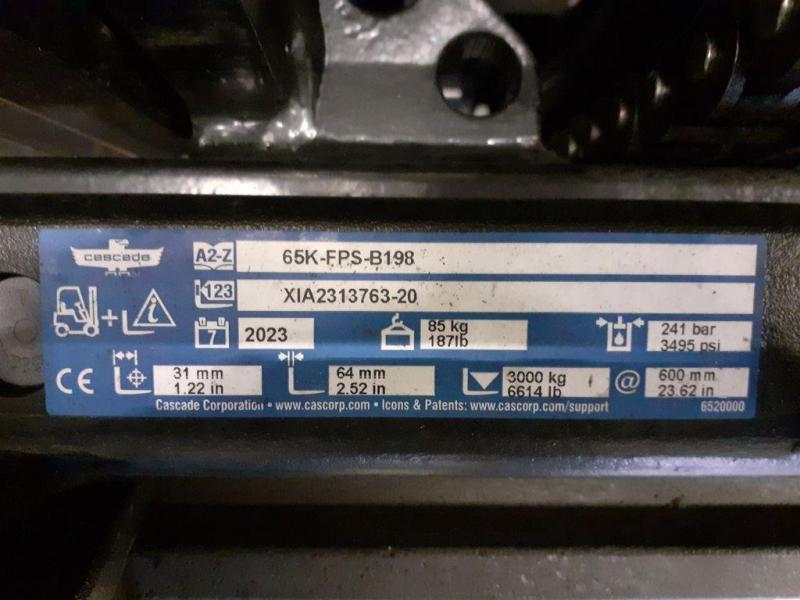 cascade
A2-Z 65K-FPS-B198
123 XIA2313763-20
7 2023
85 kg
187lb
241 bar
3495 psi
CE
31 mm
1.22 in
64 mm
2.52 in
3000 kg
6614 lb
@
600 mm
23.62 in
Cascade Corporation • www.cascorp.com • Icons & Patents: www.cascorp.com/support
6520000